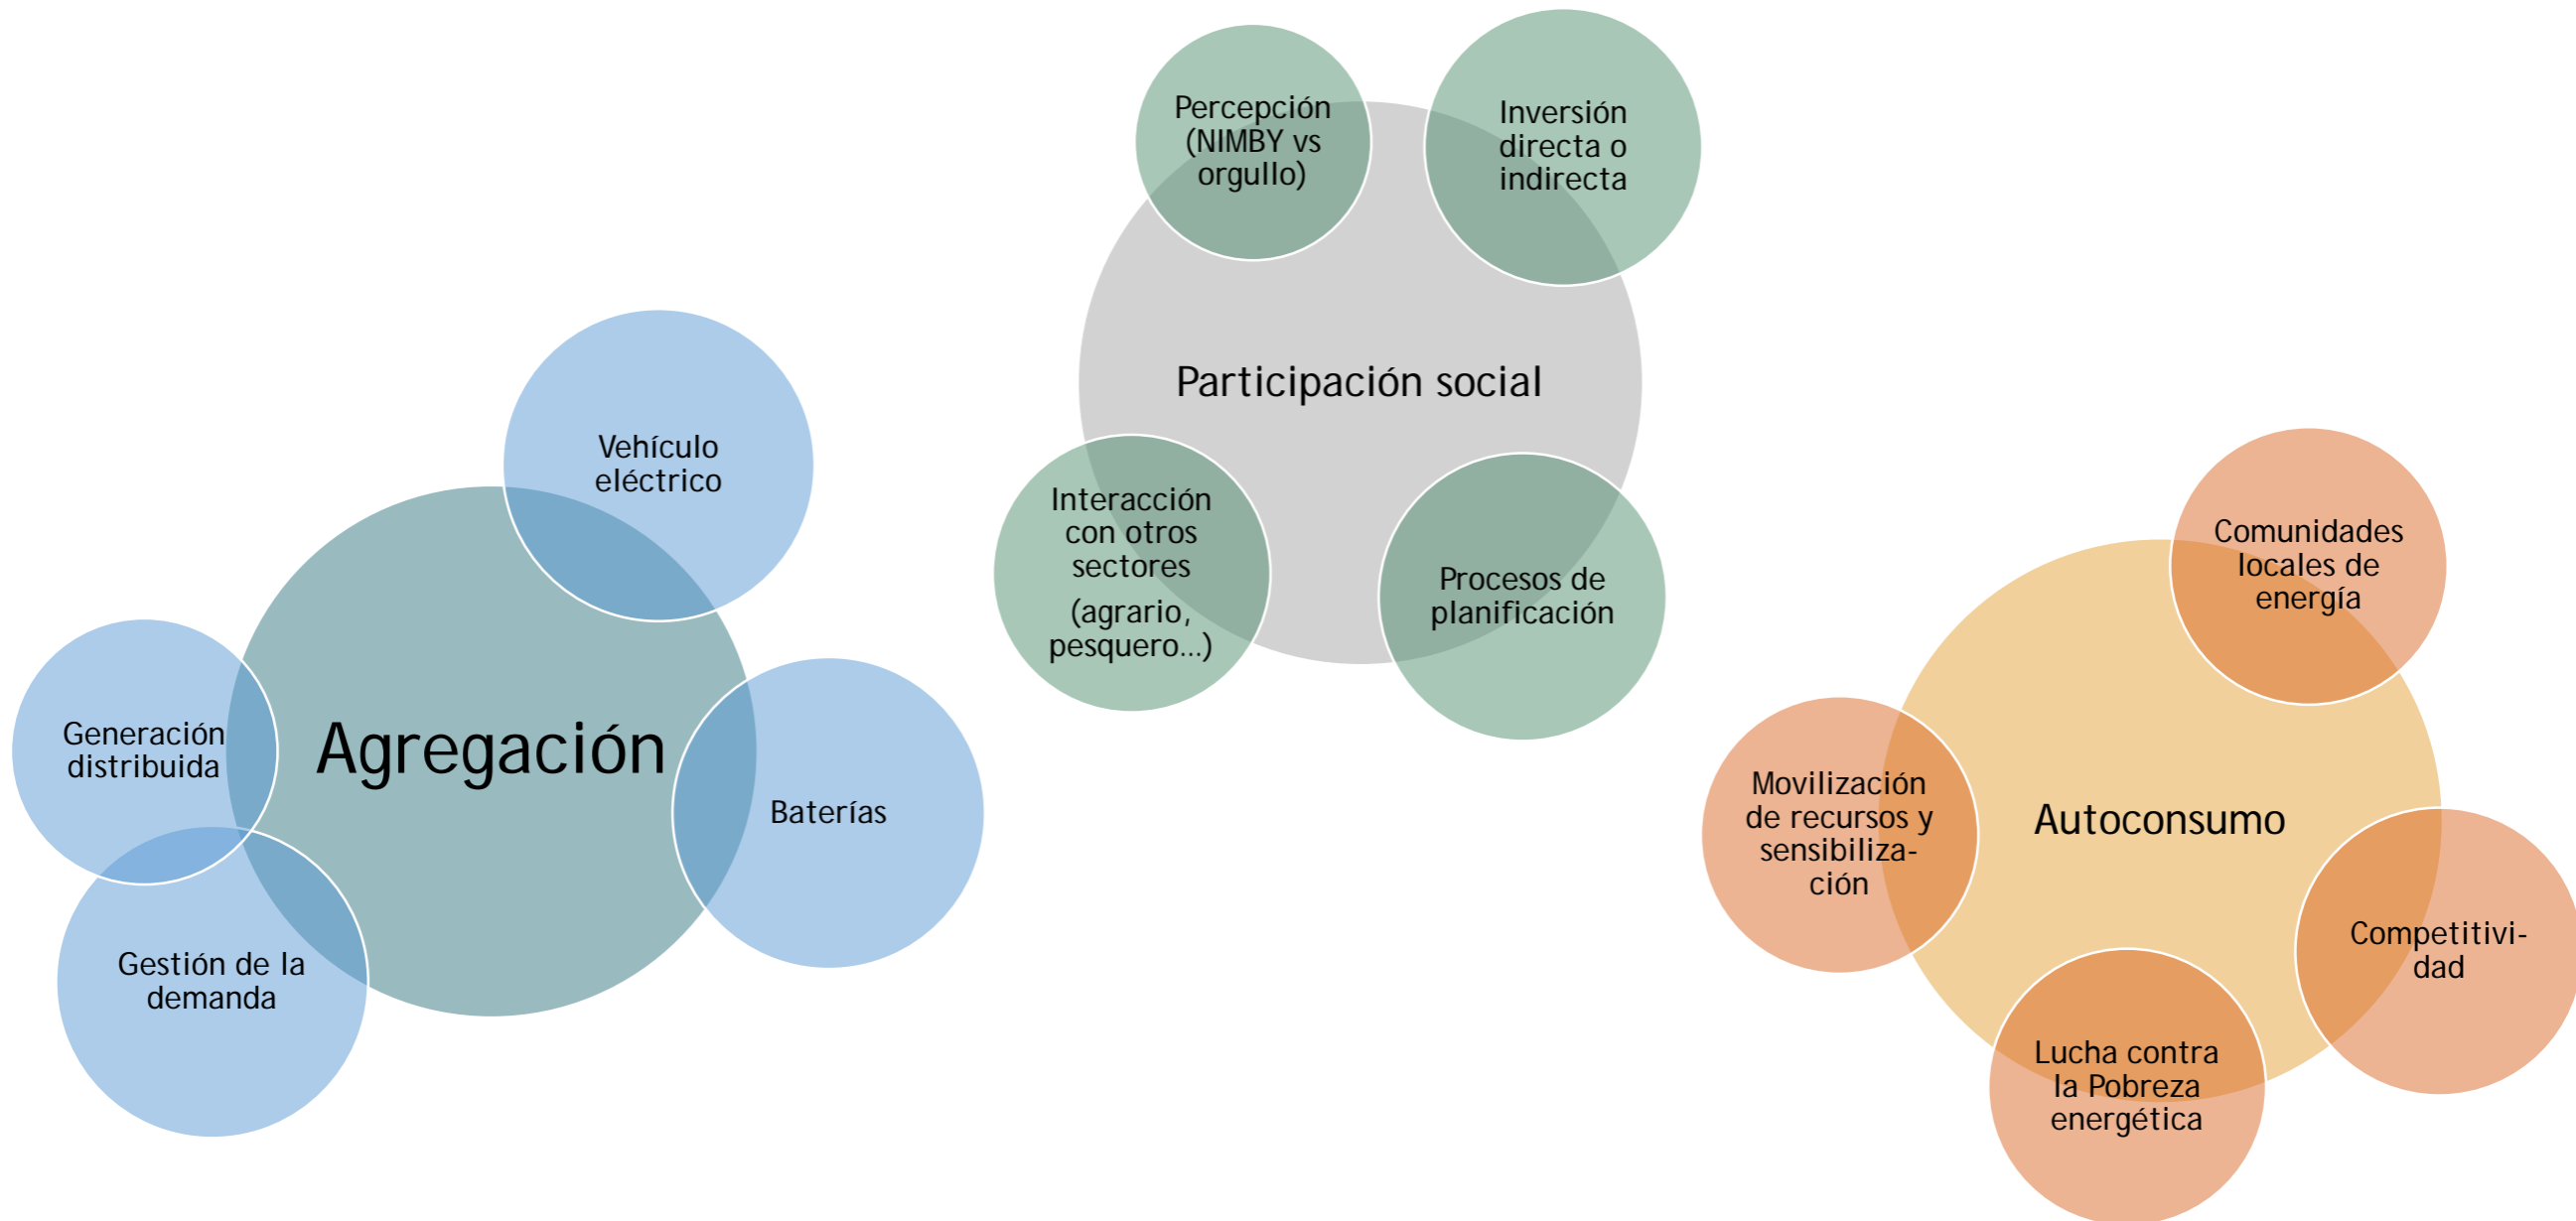 Percepción
(NIMBY vs
orgullo)
Inversión
directa o
indirecta
Participación social
Interacción
con otros
sectores
(agrario,
pesquero...)
Procesos de
planificación
Vehículo
eléctrico
Agregación
Generación
distribuida
Baterías
Gestión de la
demanda
Comunidades
locales de
energía
Movilización
de recursos y
sensibiliza-
ción
Autoconsumo
Competitivi-
dad
Lucha contra
la Pobreza
energética